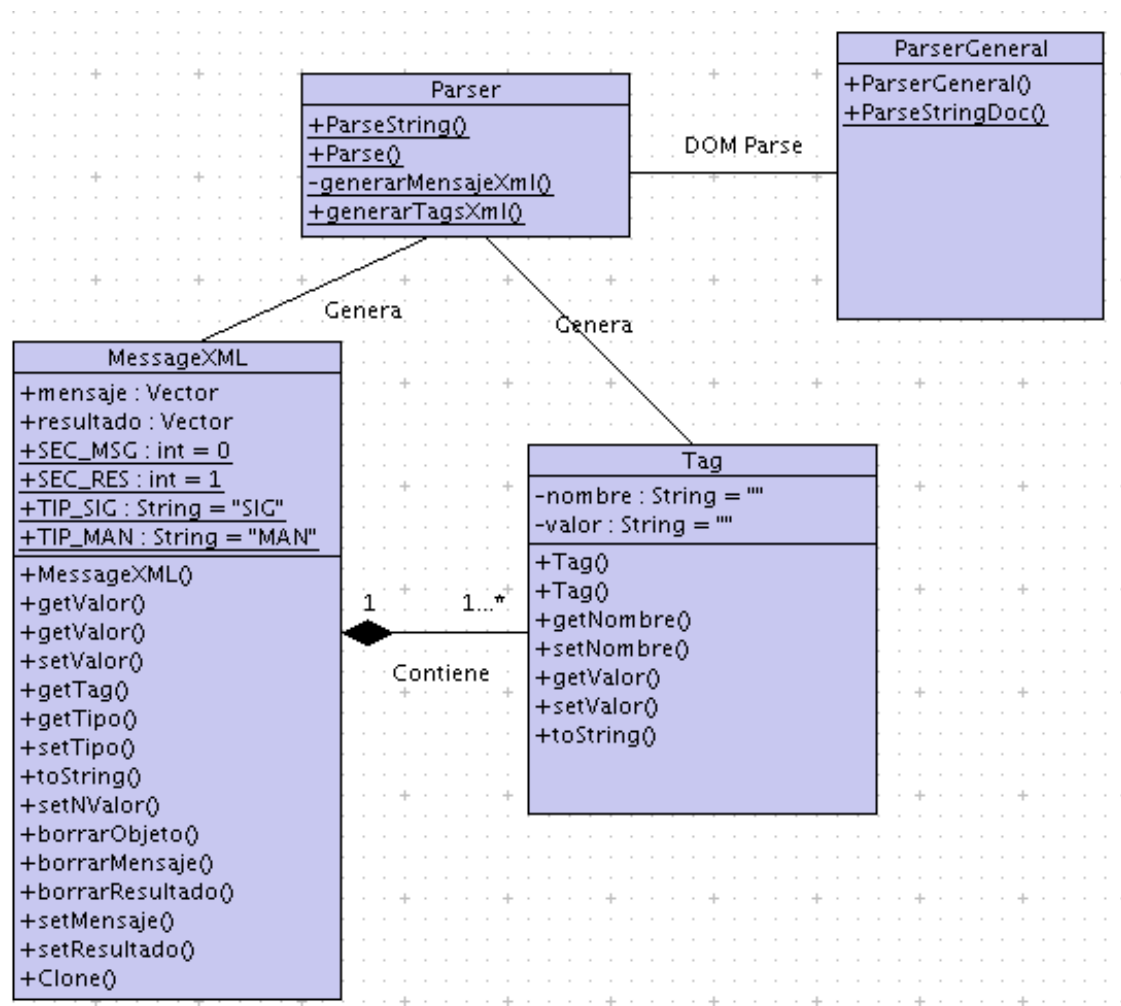 ParserGeneral
+ParserGeneral()
+ParseStringDoc()
Parser
+ParseString()
+Parse()
-generarMensajeXml()
+generarTagsXml()
DOM Parse
Genera
Genera
MessageXML
+mensaje : Vector
+resultado : Vector
+SEC_MSG : int = 0
+SEC_RES : int = 1
+TIP_SIG : String = "SIG"
+TIP_MAN : String = "MAN"
+MessageXML()
+getValor()
+getValor()
+setValor()
+getTag()
+getTipo()
+setTipo()
+toString()
+setNValor()
+borrarObjeto()
+borrarMensaje()
+borrarResultado()
+setMensaje()
+setResultado()
+Clone()
1
1...*
Contiene
Tag
-nombre : String = ""
-valor : String = ""
+Tag()
+Tag()
+getNombre()
+setNombre()
+getValor()
+setValor()
+toString()